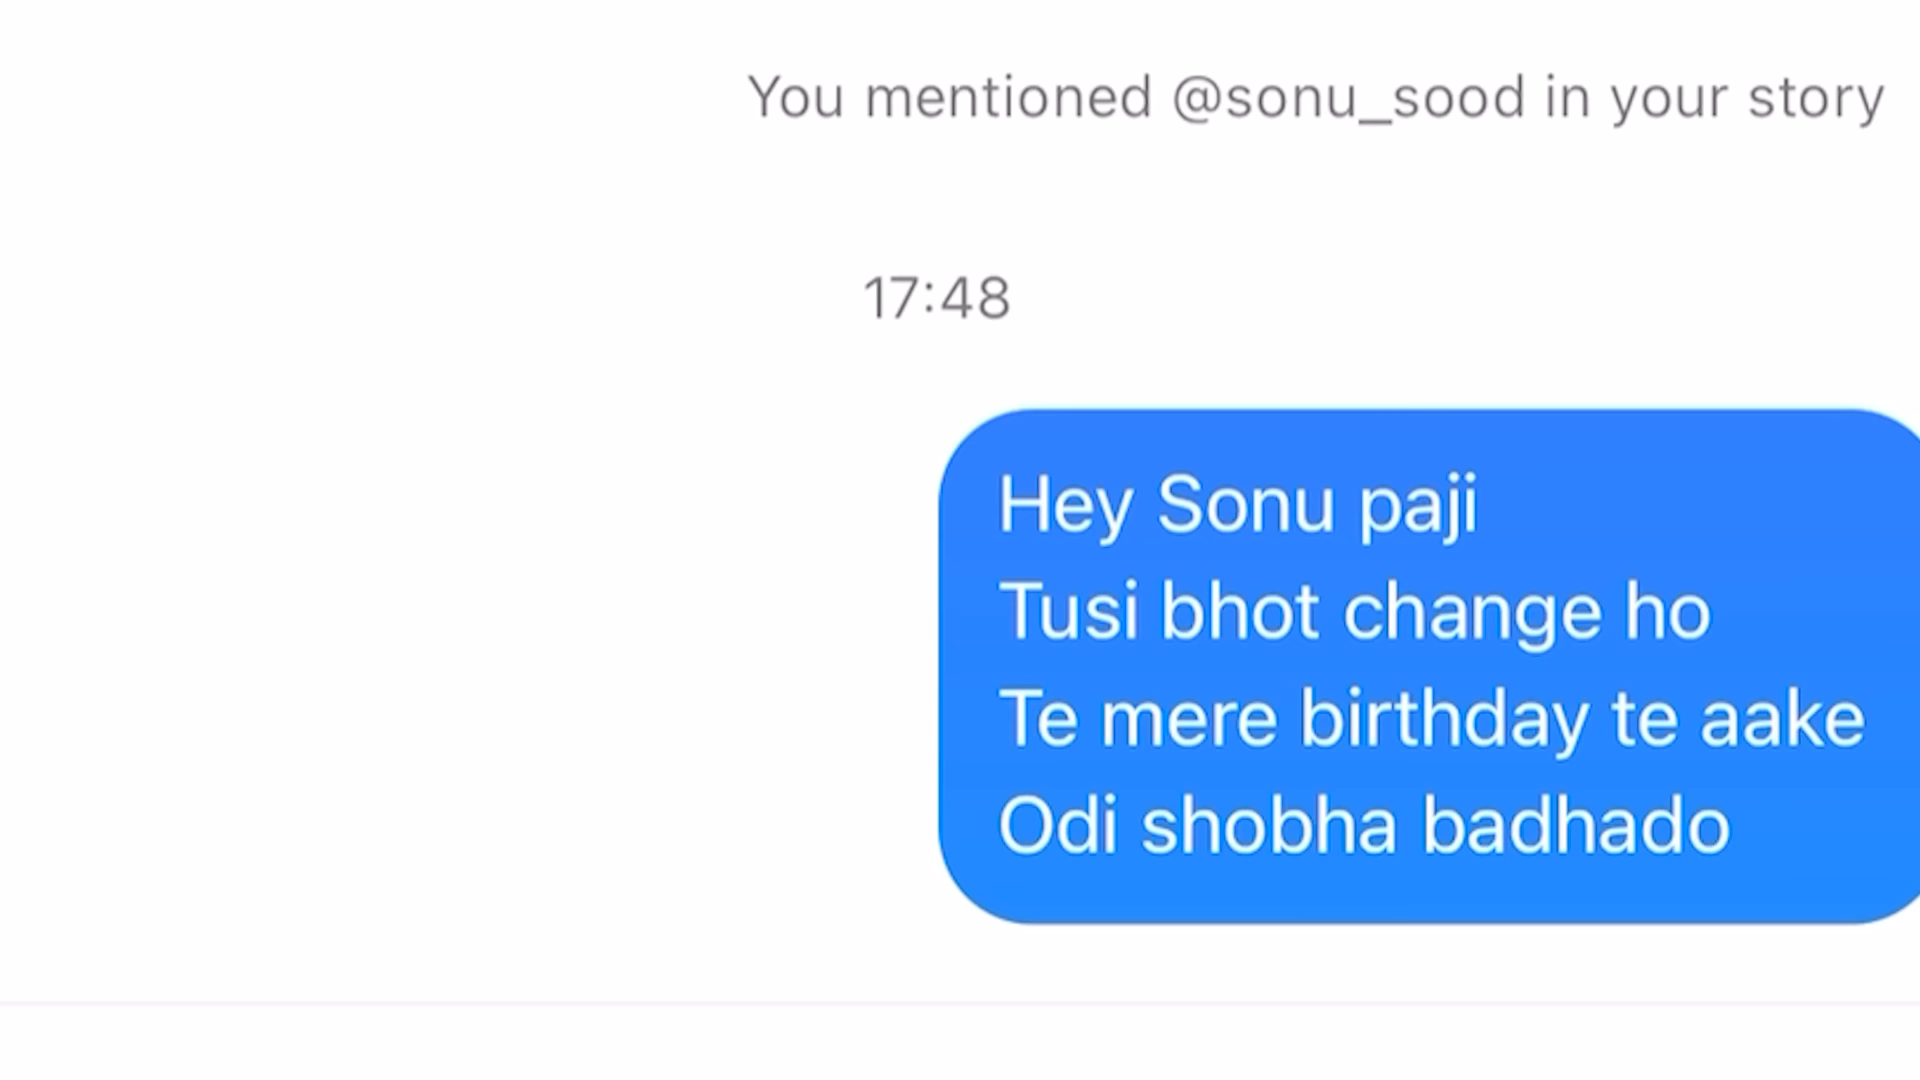 You mentioned @sonu_sood in your story
17:48
Hey Sonu paji
Tusi bhot change ho
Te mere birthday te aake
Odi shobha badhado